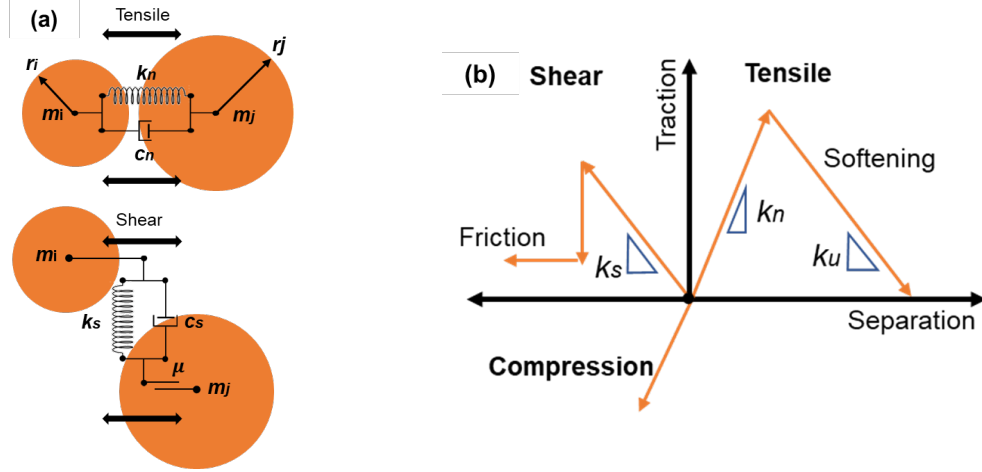 (a)
Tensile
ri
rj
kn
mi
mj
cn
Shear
mi
ks
cs
μ
mj
(b)
Shear
Tensile
Traction
Softening
kn
Friction
ks
ku
Separation
Compression